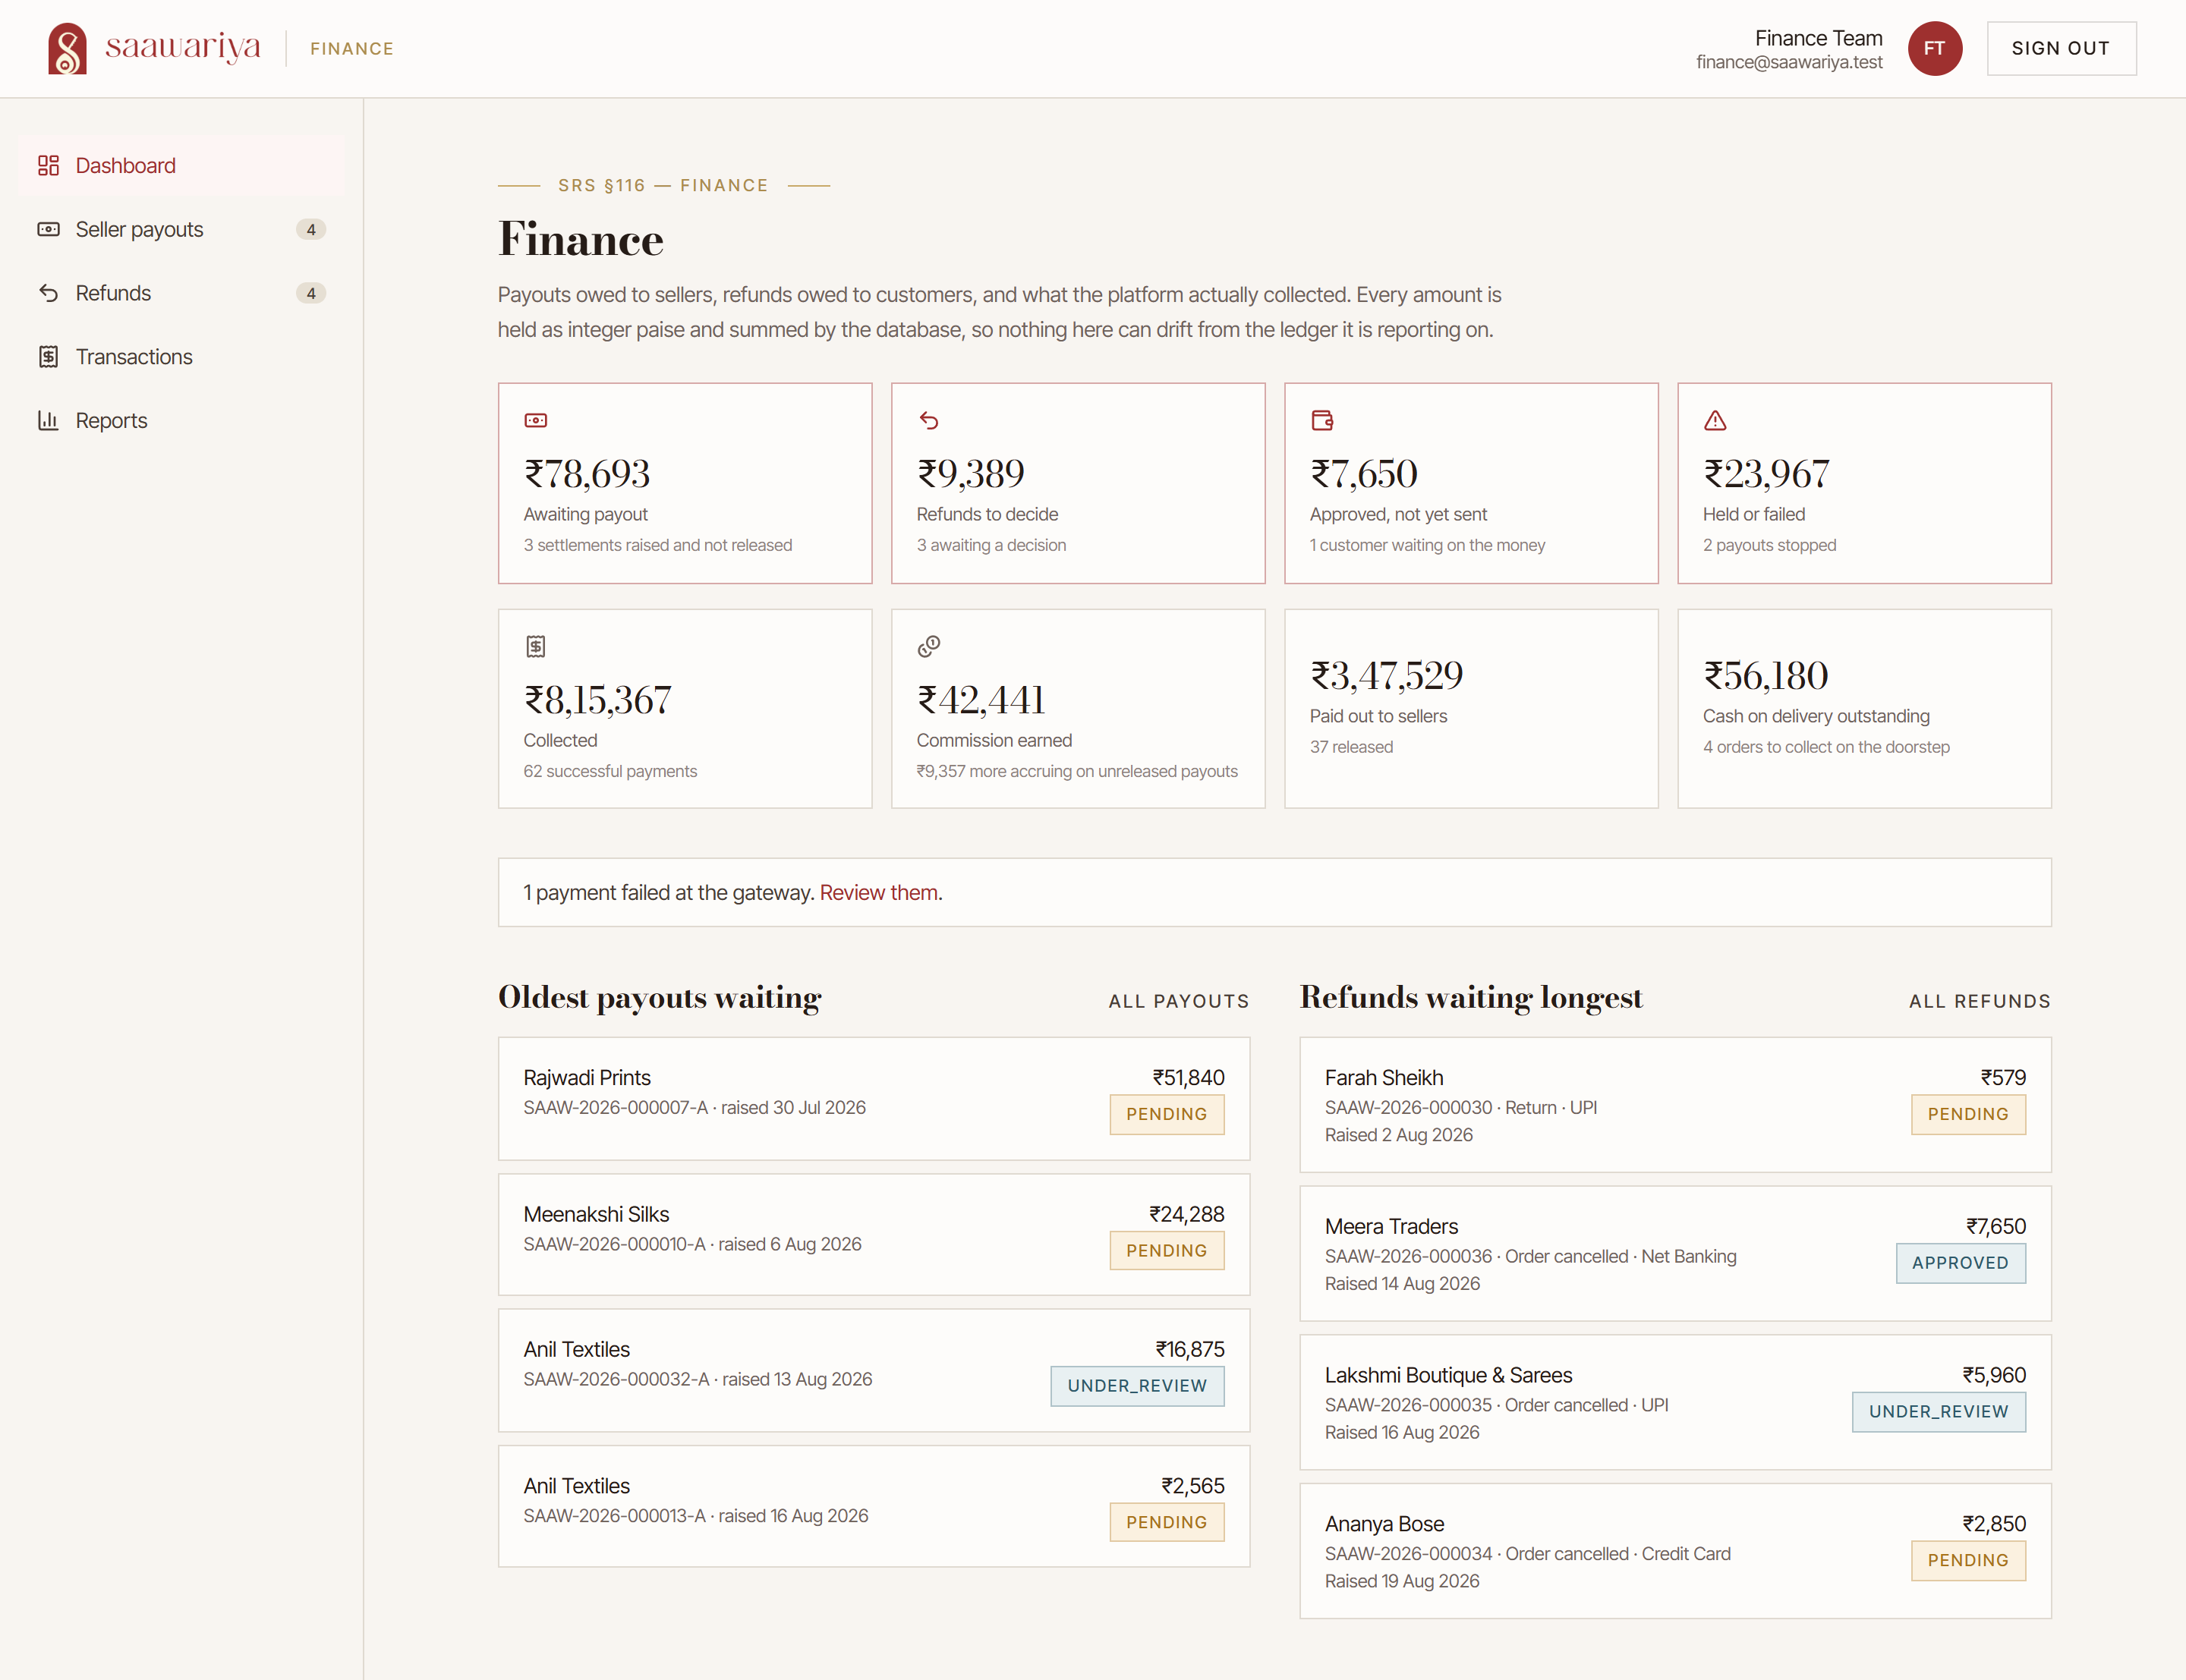 saawariya
FINANCE
Finance Team
finance@saawariya.test
FT
SIGN OUT
Dashboard
Seller payouts 4
Refunds 4
Transactions
Reports
SRS §116 — FINANCE
Finance
Payouts owed to sellers, refunds owed to customers, and what the platform actually collected. Every amount is
held as integer paise and summed by the database, so nothing here can drift from the ledger it is reporting on.
₹78,693
Awaiting payout
3 settlements raised and not released
₹9,389
Refunds to decide
3 awaiting a decision
₹7,650
Approved, not yet sent
1 customer waiting on the money
₹23,967
Held or failed
2 payouts stopped
₹8,15,367
Collected
62 successful payments
₹42,441
Commission earned
₹9,357 more accruing on unreleased payouts
₹3,47,529
Paid out to sellers
37 released
₹56,180
Cash on delivery outstanding
4 orders to collect on the doorstep
1 payment failed at the gateway. Review them.
Oldest payouts waiting
ALL PAYOUTS
Rajwadi Prints
₹51,840
SAAW-2026-000007-A · raised 30 Jul 2026
PENDING
Meenakshi Silks
₹24,288
SAAW-2026-000010-A · raised 6 Aug 2026
PENDING
Anil Textiles
₹16,875
SAAW-2026-000032-A · raised 13 Aug 2026
UNDER_REVIEW
Anil Textiles
₹2,565
SAAW-2026-000013-A · raised 16 Aug 2026
PENDING
Refunds waiting longest
ALL REFUNDS
Farah Sheikh
₹579
SAAW-2026-000030 · Return · UPI
PENDING
Raised 2 Aug 2026
Meera Traders
₹7,650
SAAW-2026-000036 · Order cancelled · Net Banking
APPROVED
Raised 14 Aug 2026
Lakshmi Boutique & Sarees
₹5,960
SAAW-2026-000035 · Order cancelled · UPI
UNDER_REVIEW
Raised 16 Aug 2026
Ananya Bose
₹2,850
SAAW-2026-000034 · Order cancelled · Credit Card
PENDING
Raised 19 Aug 2026